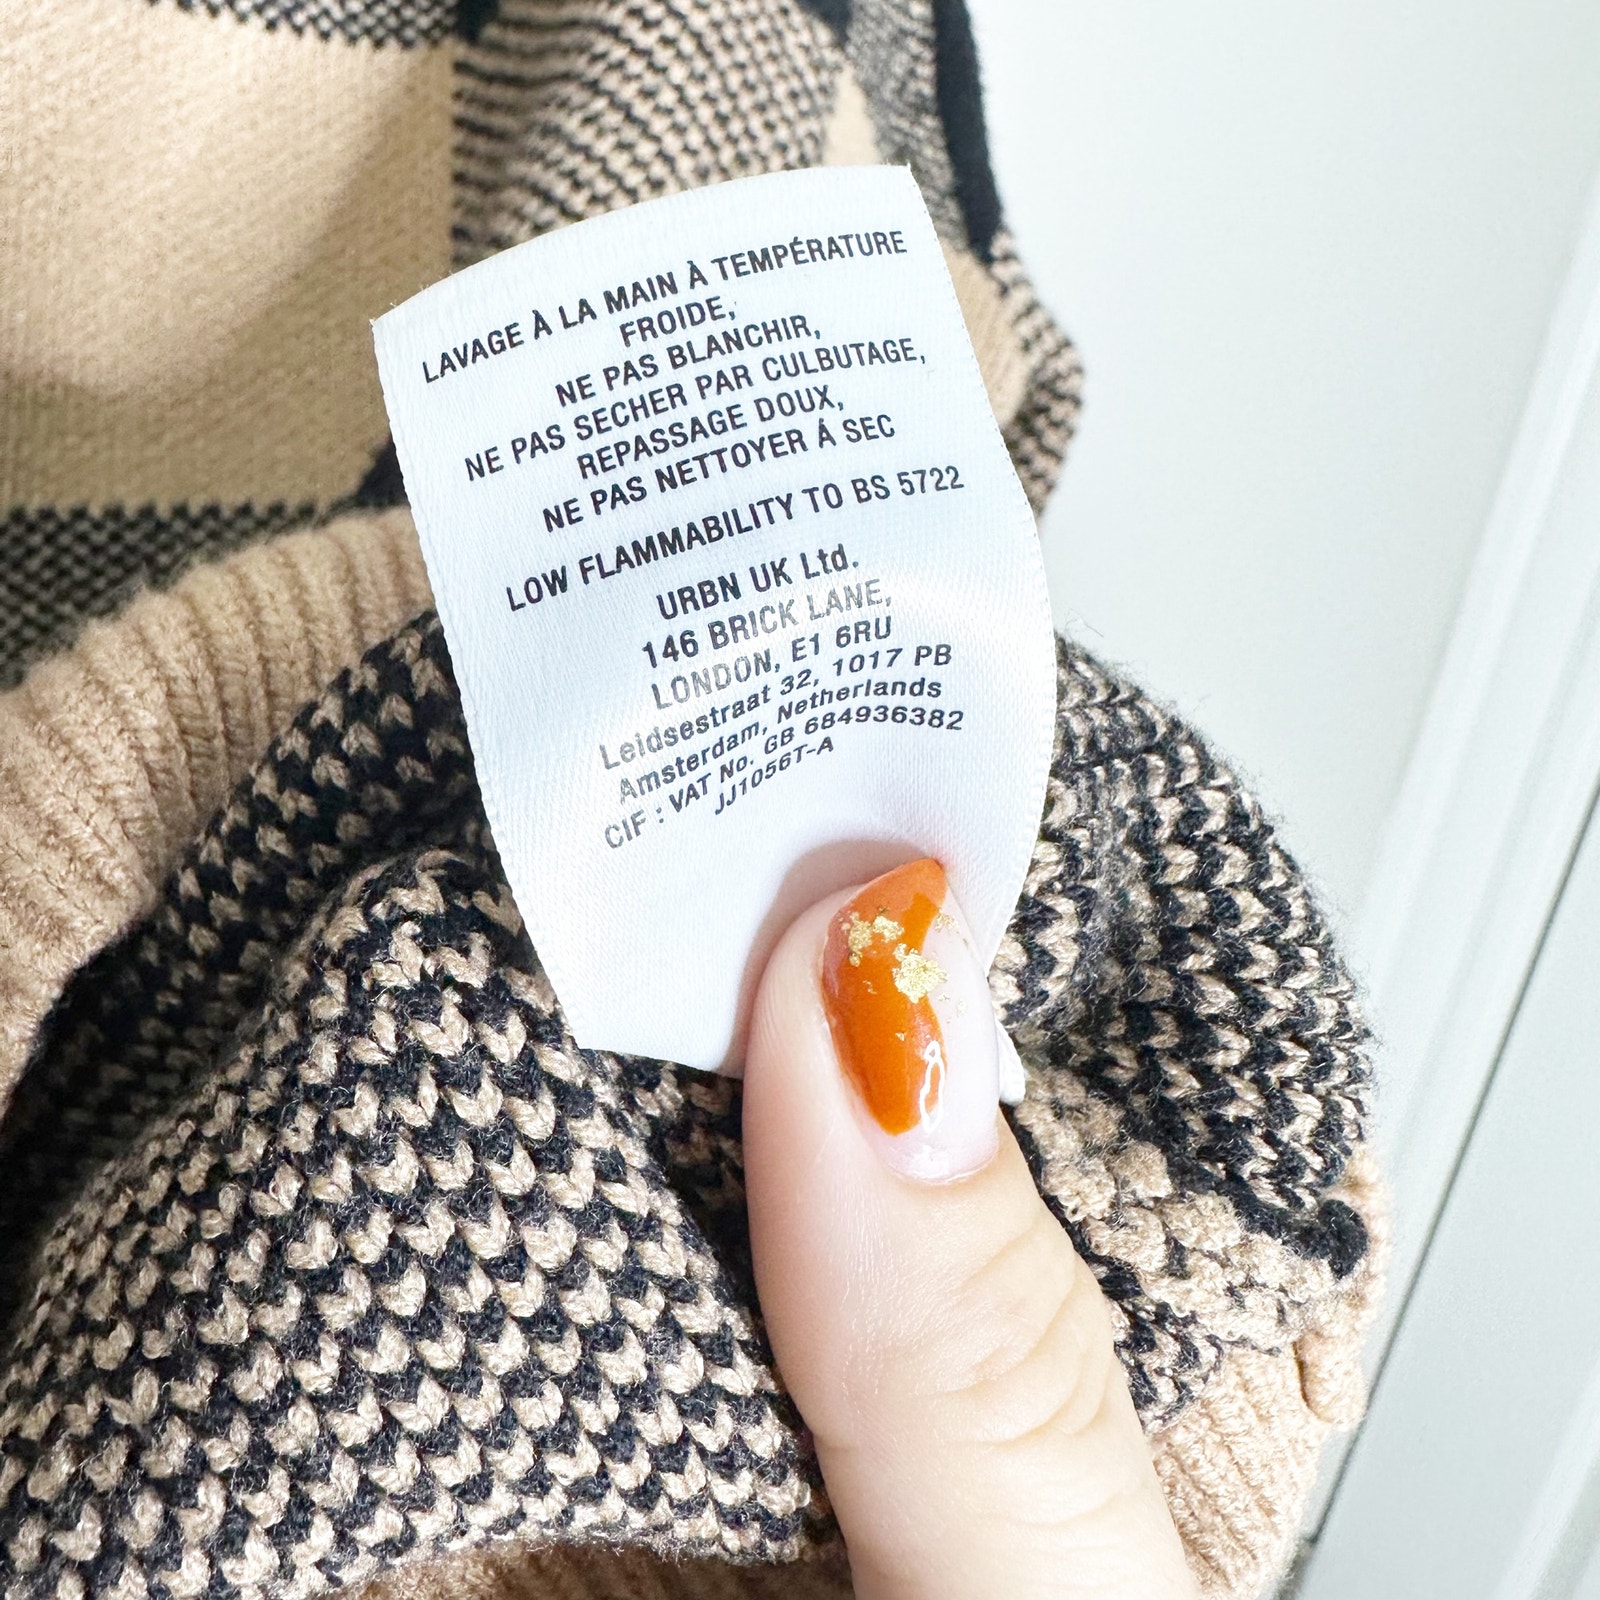 LAVAGE À LA MAIN À TEMPÉRATURE
FROIDE,
NE PAS BLANCHIR,
NE PAS SECHER PAR CULBUTAGE,
REPASSAGE DOUX,
NE PAS NETTOYER Á SEC
LOW FLAMMABILITY TO BS 5722
URBN UK Ltd.
146 BRICK LANE,
LONDON, E1 6RU
Leidsestraat 32, 1017 PB
Amsterdam, Netherlands
CIF : VAT No. GB 684936382
JJ1056T-A